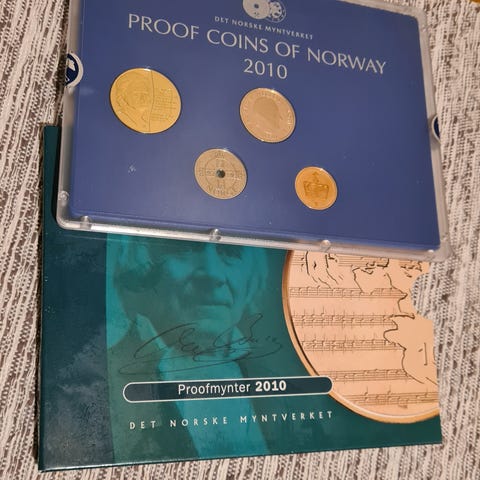 DET NORSKE MYNTVERKET
PROOF COINS OF NORWAY
2010
Proofmynter 2010
DET NORSKE MYNTVERKET